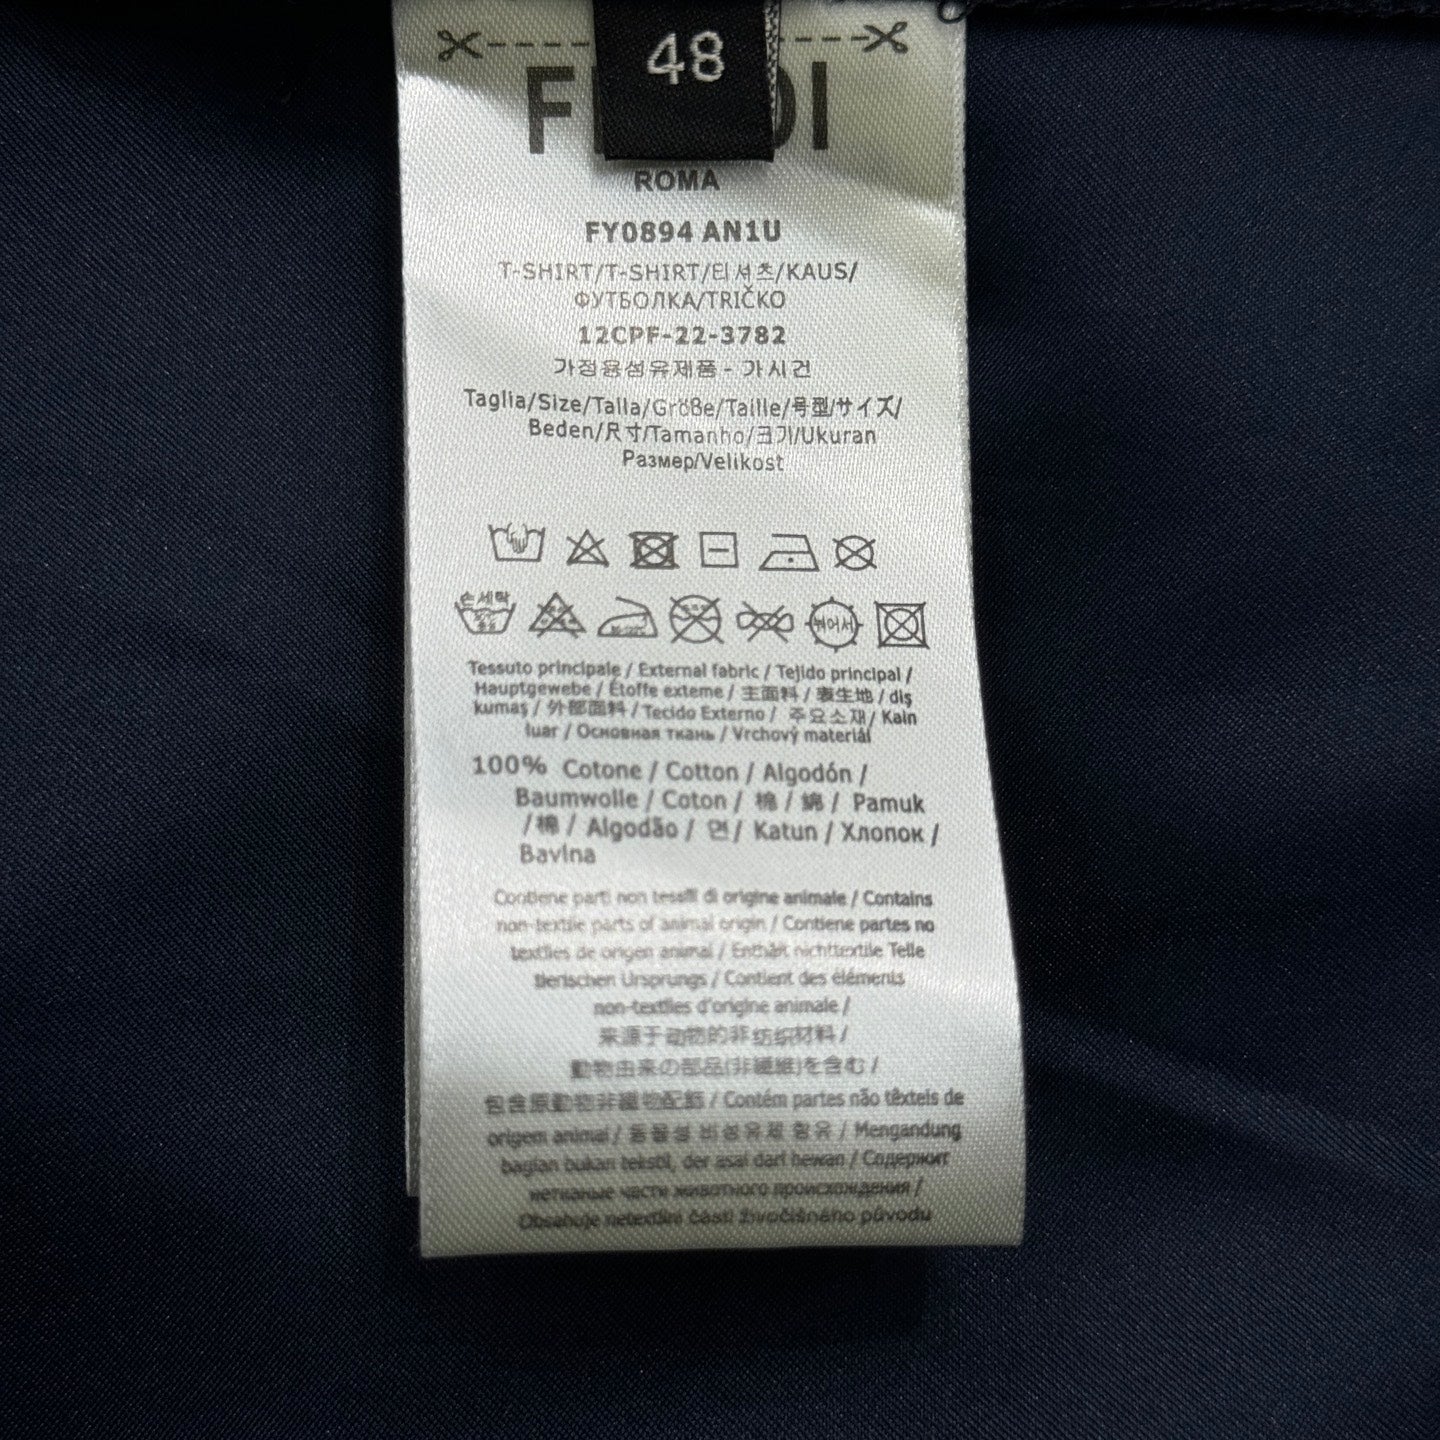 48
ROMA
FY0894 AN1U
T-SHIRT/T-SHIRT/티셔츠/KAUS/
ФУТБОЛКА/TRIČKO
12CPF-22-3782
가정용섬유제품 - 가시건
Taglia/Size/Talla/Größe/Taille/号型/サイズ/
Beden/尺寸/Tamanho/크기/Ukuran
Размер/Velikost
손세탁
Tessuto principale / External fabric / Tejido principal /
Hauptgewebe / Étoffe externe / 主面料 / 表生地 / dış
kumaş / 外部面料 / Tecido Externo / 주요소재 / Kain
luar / Основная ткань / Vrchový materiál
100% Cotone / Cotton / Algodón /
Baumwolle / Coton / 棉 / 綿 / Pamuk
/ 棉 / Algodão / 면 / Katun / Хлопок /
Bavlna
Contiene parti non tessili di origine animale / Contains
non-textile parts of animal origin / Contiene partes no
textiles de origen animal / Enthält nichttextile Teile
tierischen Ursprungs / Contient des éléments
non-textiles d'origine animale /
来源于动物的非纺织材料 /
動物由来の部品(非繊維)を含む /
包含原動物非織物配飾 / Contém partes não têxteis de
origem animal / 동물성 비섬유제 함유 / Mengandung
bagian bukan tekstil, der asal dari hewan / Содержит
нетканые части животного происхождения /
Obsahuje netextilní části živočišného původu